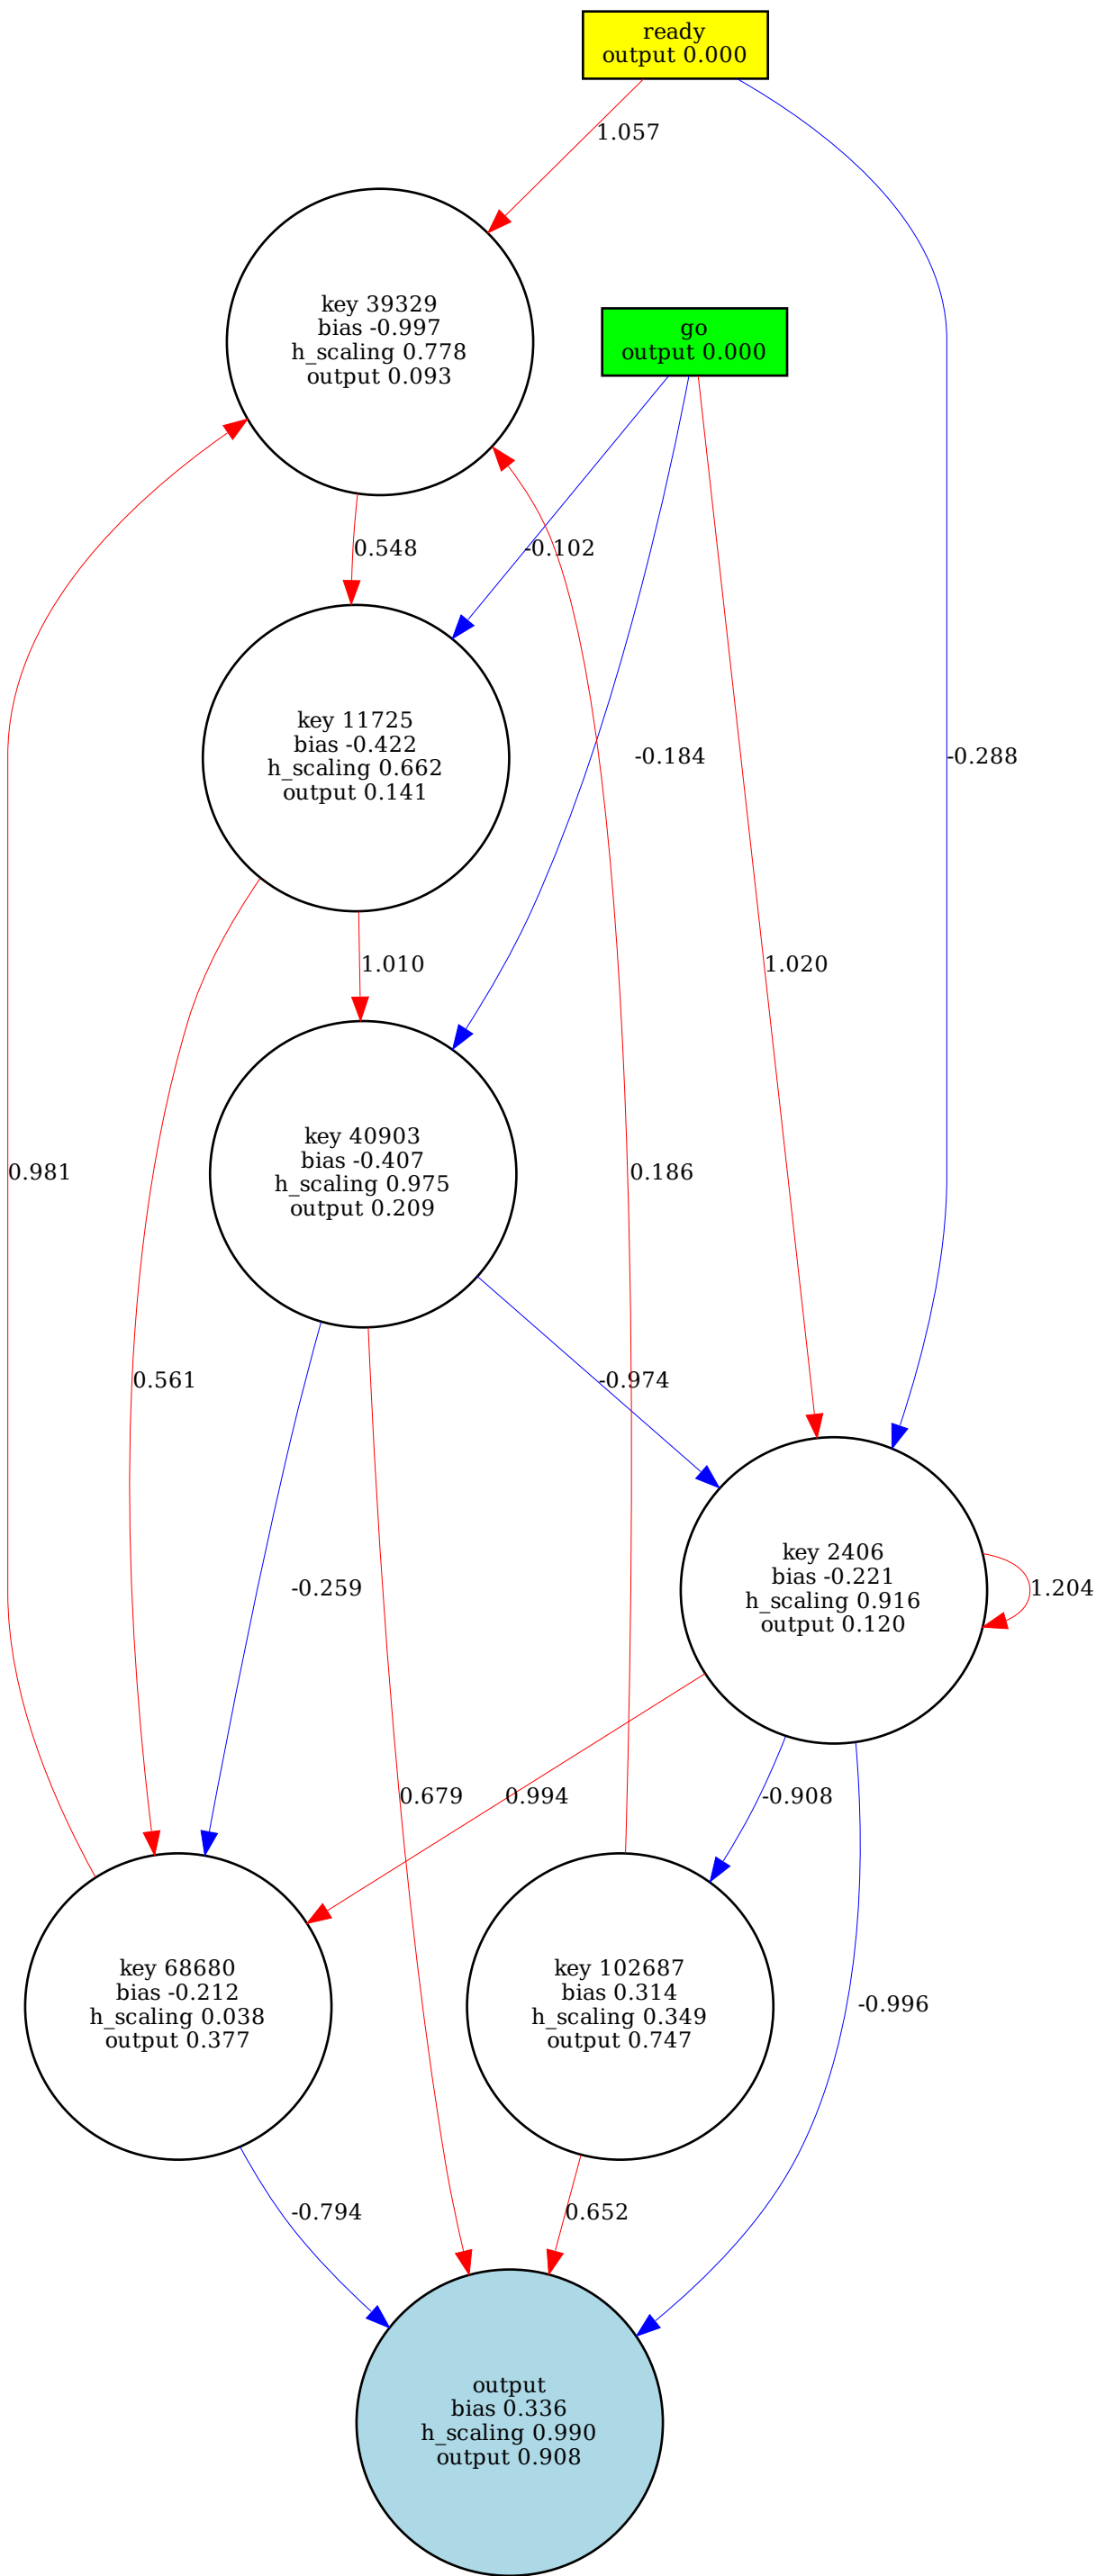 ready
output 0.000
1.057
key 39329
bias -0.997
h_scaling 0.778
output 0.093
go
output 0.000
0.548
-0.102
key 11725
bias -0.422
h_scaling 0.662
output 0.141
-0.184
-0.288
1.010
1.020
key 40903
bias -0.407
h_scaling 0.975
output 0.209
0.981
0.186
0.561
-0.974
key 2406
bias -0.221
h_scaling 0.916
output 0.120
-0.259
1.204
0.679
0.994
-0.908
key 68680
bias -0.212
h_scaling 0.038
output 0.377
key 102687
bias 0.314
h_scaling 0.349
output 0.747
-0.996
-0.794
0.652
output
bias 0.336
h_scaling 0.990
output 0.908